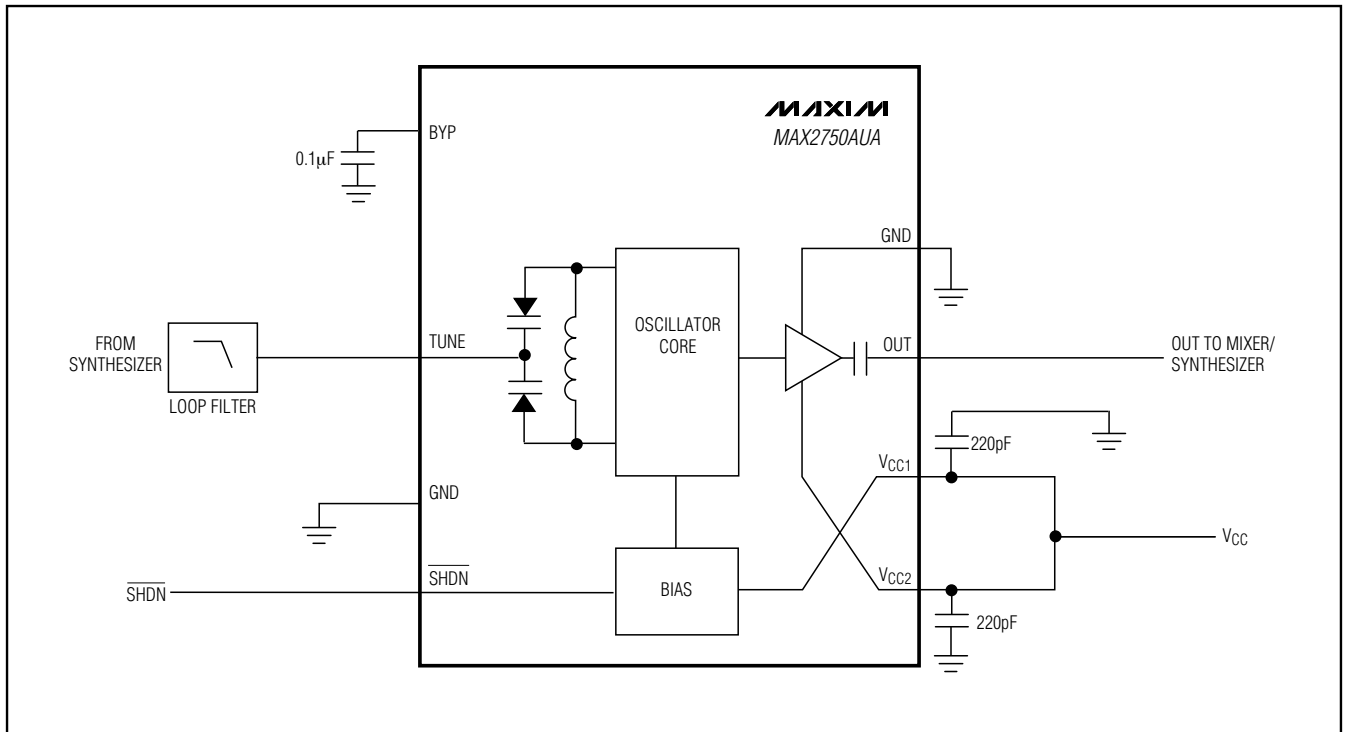 MAXIM
MAX2750AUA
BYP
0.1µF
GND
OSCILLATOR
CORE
TUNE
OUT
FROM
SYNTHESIZER
LOOP FILTER
OUT TO MIXER/
SYNTHESIZER
220pF
VCC1
GND
VCC
SHDN
SHDN
BIAS
VCC2
220pF